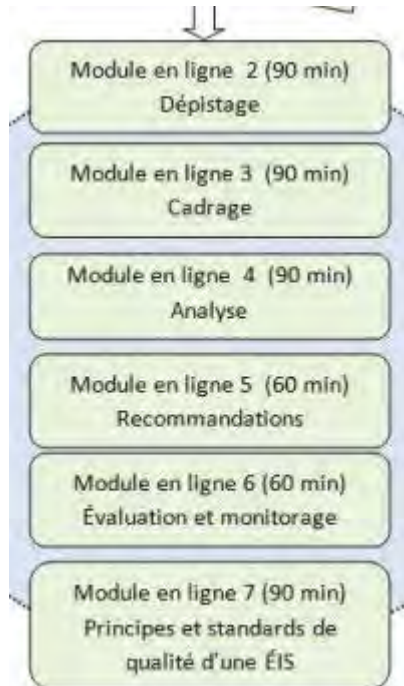 Module en ligne 2 (90 min)
Dépistage
Module en ligne 3 (90 min)
Cadrage
Module en ligne 4 (90 min)
Analyse
Module en ligne 5 (60 min)
Recommandations
Module en ligne 6 (60 min)
Évaluation et monitorage
Module en ligne 7 (90 min)
Principes et standards de
qualité d'une ÉIS